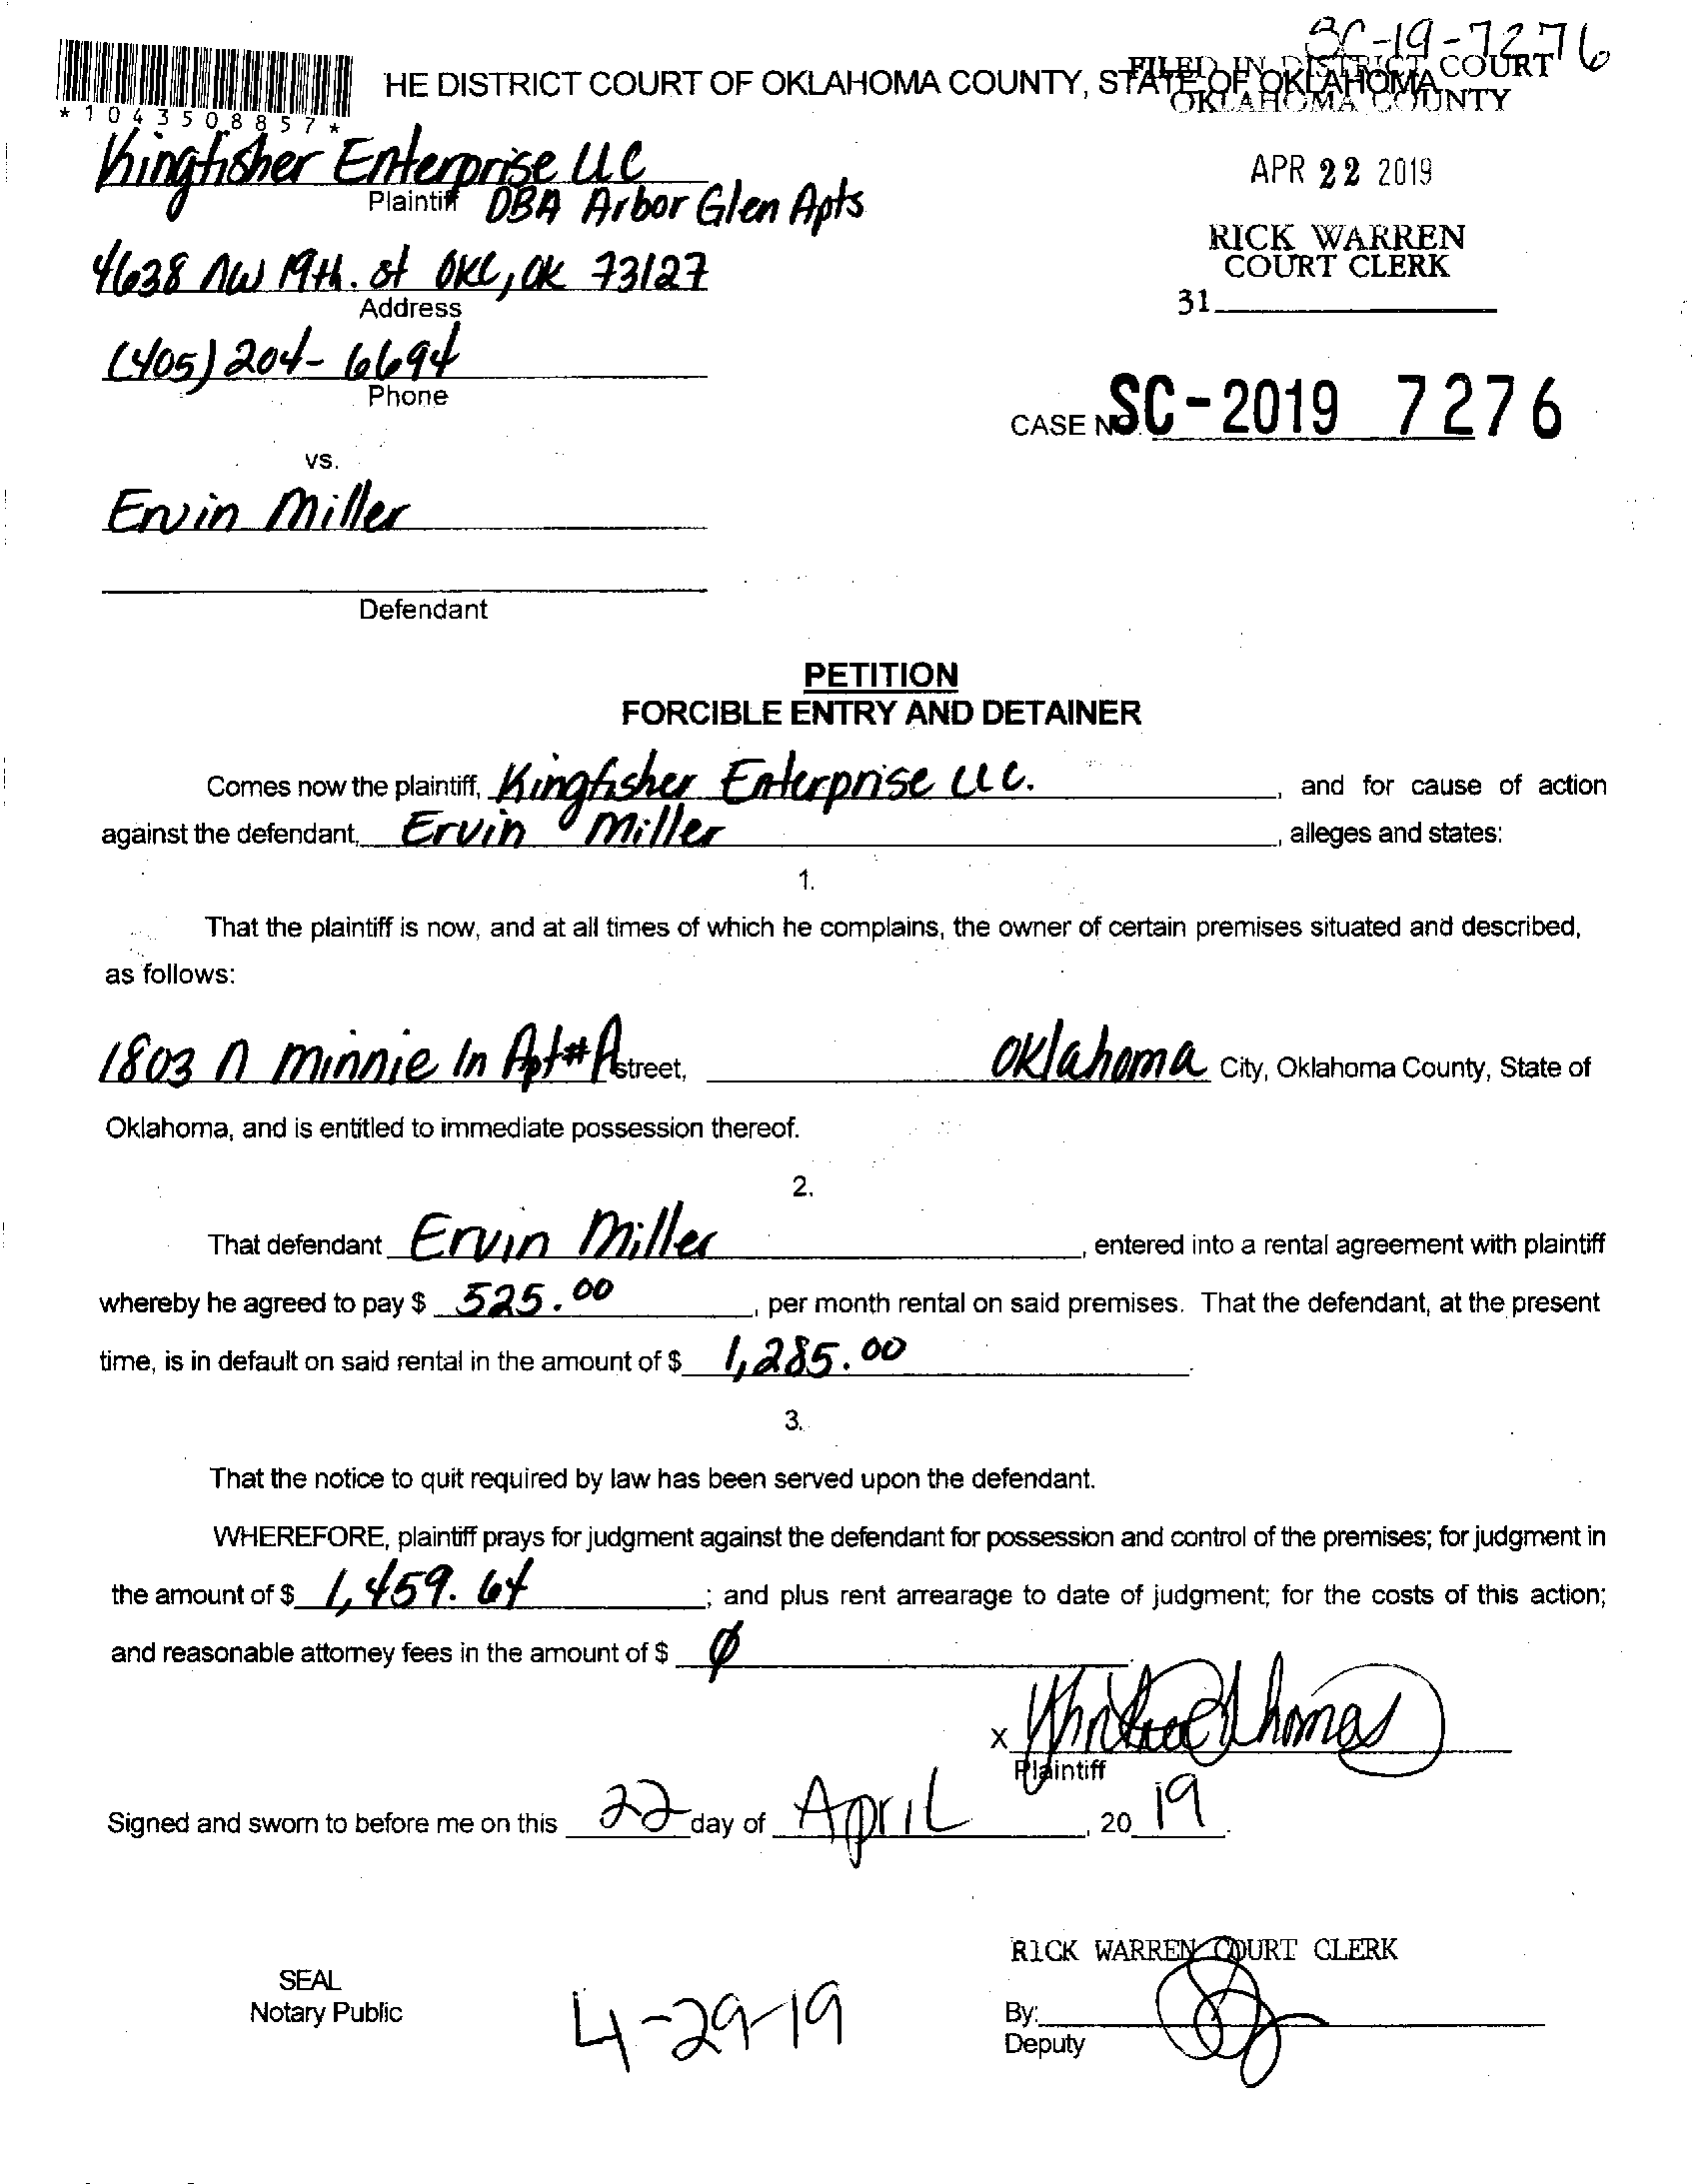 SC-19-7276
HE DISTRICT COURT OF OKLAHOMA COUNTY, STATE OF OKLAHOMA
FILED IN DISTRICT COURT
OKLAHOMA COUNTY
*1043508857*
Kingfisher Enterprise LLC
Plaintiff DBA Arbor Glen Apts
APR 22 2019
RICK WARREN
COURT CLERK
4638 NW 19th. st OKC, OK 73127
Address
31
(405) 204-6694
Phone
CASE NO. SC-2019 7276
vs.
Ervin Miller
Defendant
PETITION
FORCIBLE ENTRY AND DETAINER
Comes now the plaintiff, Kingfisher Enterprise LLC. , and for cause of action
against the defendant, Ervin Miller , alleges and states:
1.
That the plaintiff is now, and at all times of which he complains, the owner of certain premises situated and described,
as follows:
1803 N Minnie ln Apt#A street, Oklahoma City, Oklahoma County, State of
Oklahoma, and is entitled to immediate possession thereof.
2.
That defendant Ervin Miller , entered into a rental agreement with plaintiff
whereby he agreed to pay $ 525.00 , per month rental on said premises. That the defendant, at the present
time, is in default on said rental in the amount of $ 1,285.00 .
3.
That the notice to quit required by law has been served upon the defendant.
WHEREFORE, plaintiff prays for judgment against the defendant for possession and control of the premises; for judgment in
the amount of $ 1,459.64 ; and plus rent arrearage to date of judgment; for the costs of this action;
and reasonable attorney fees in the amount of $ Ø .
X
Plaintiff
Signed and sworn to before me on this 22 day of April , 20 19 .
RICK WARREN COURT CLERK
SEAL
Notary Public
4-29-19
By:
Deputy